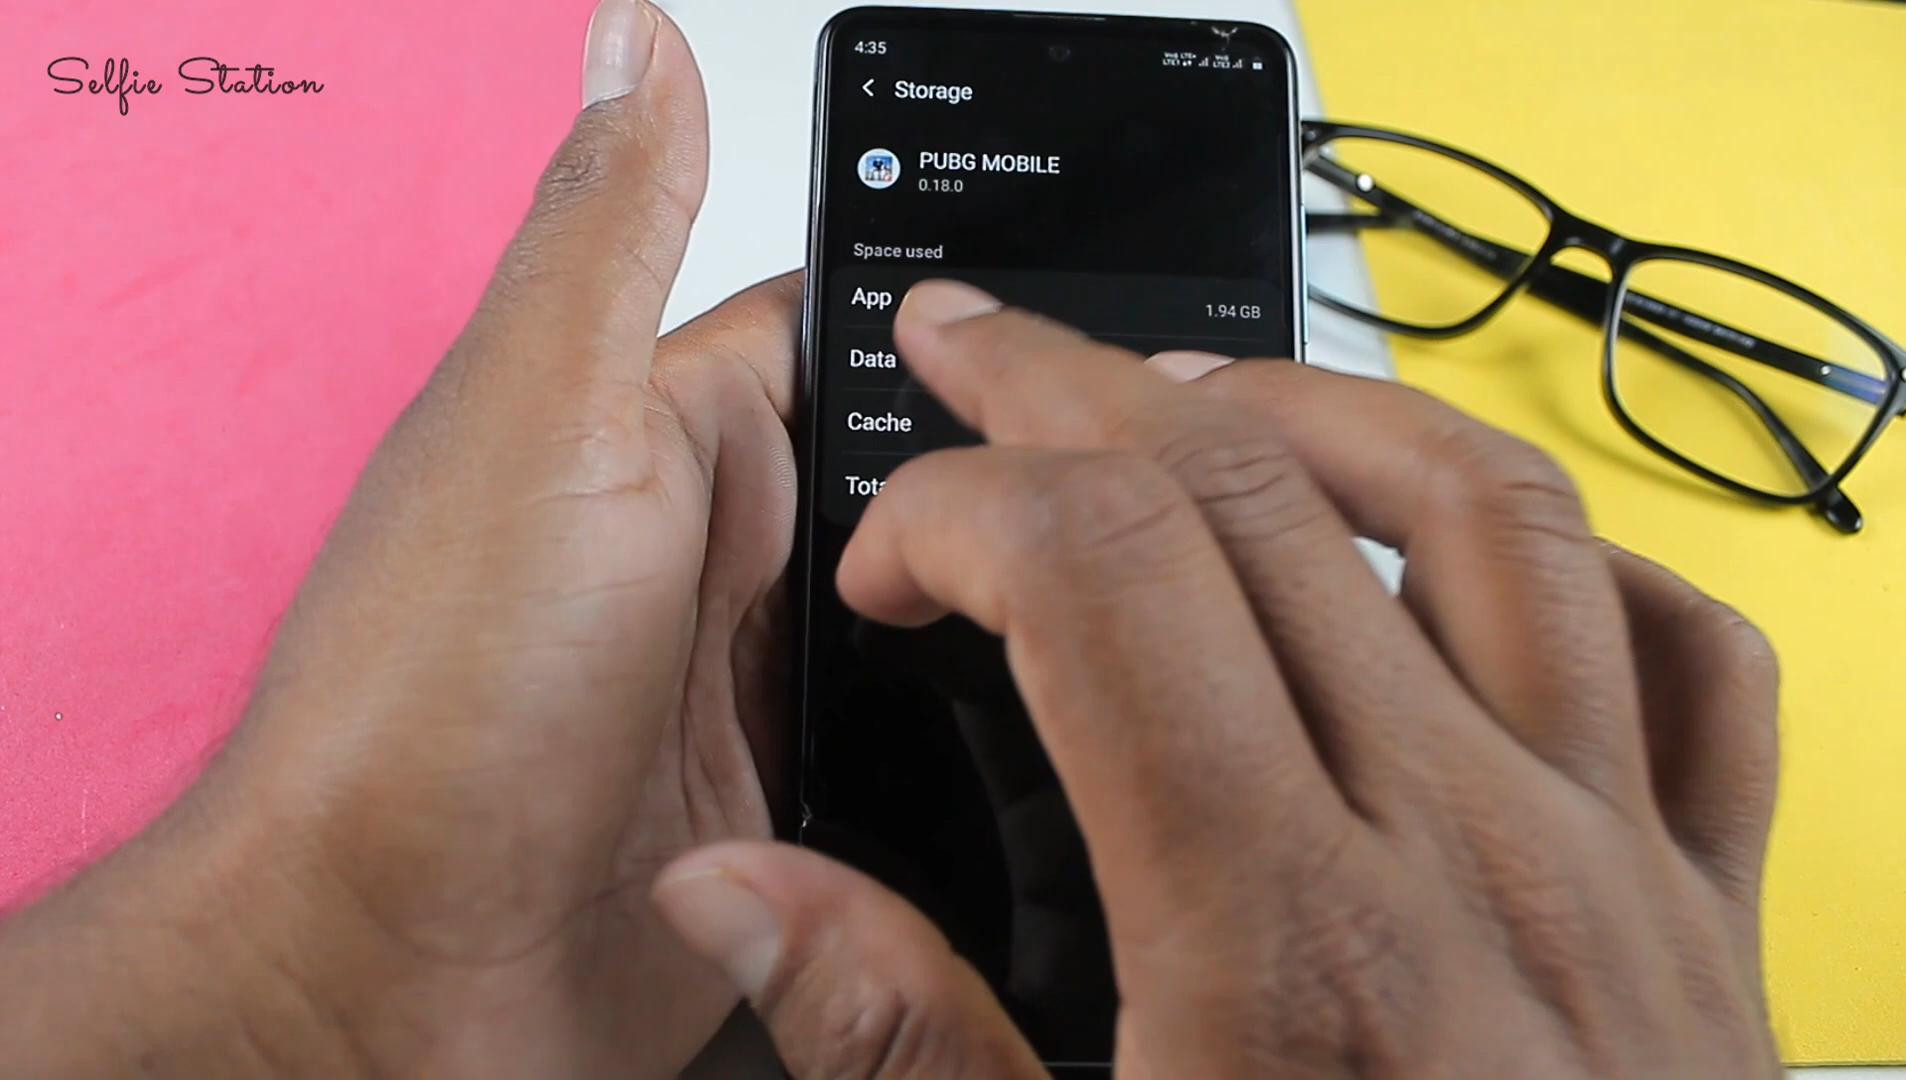 Selfie Station
4:35
Storage
PUBG MOBILE
0.18.0
Space used
App
1.94 GB
Data
Cache